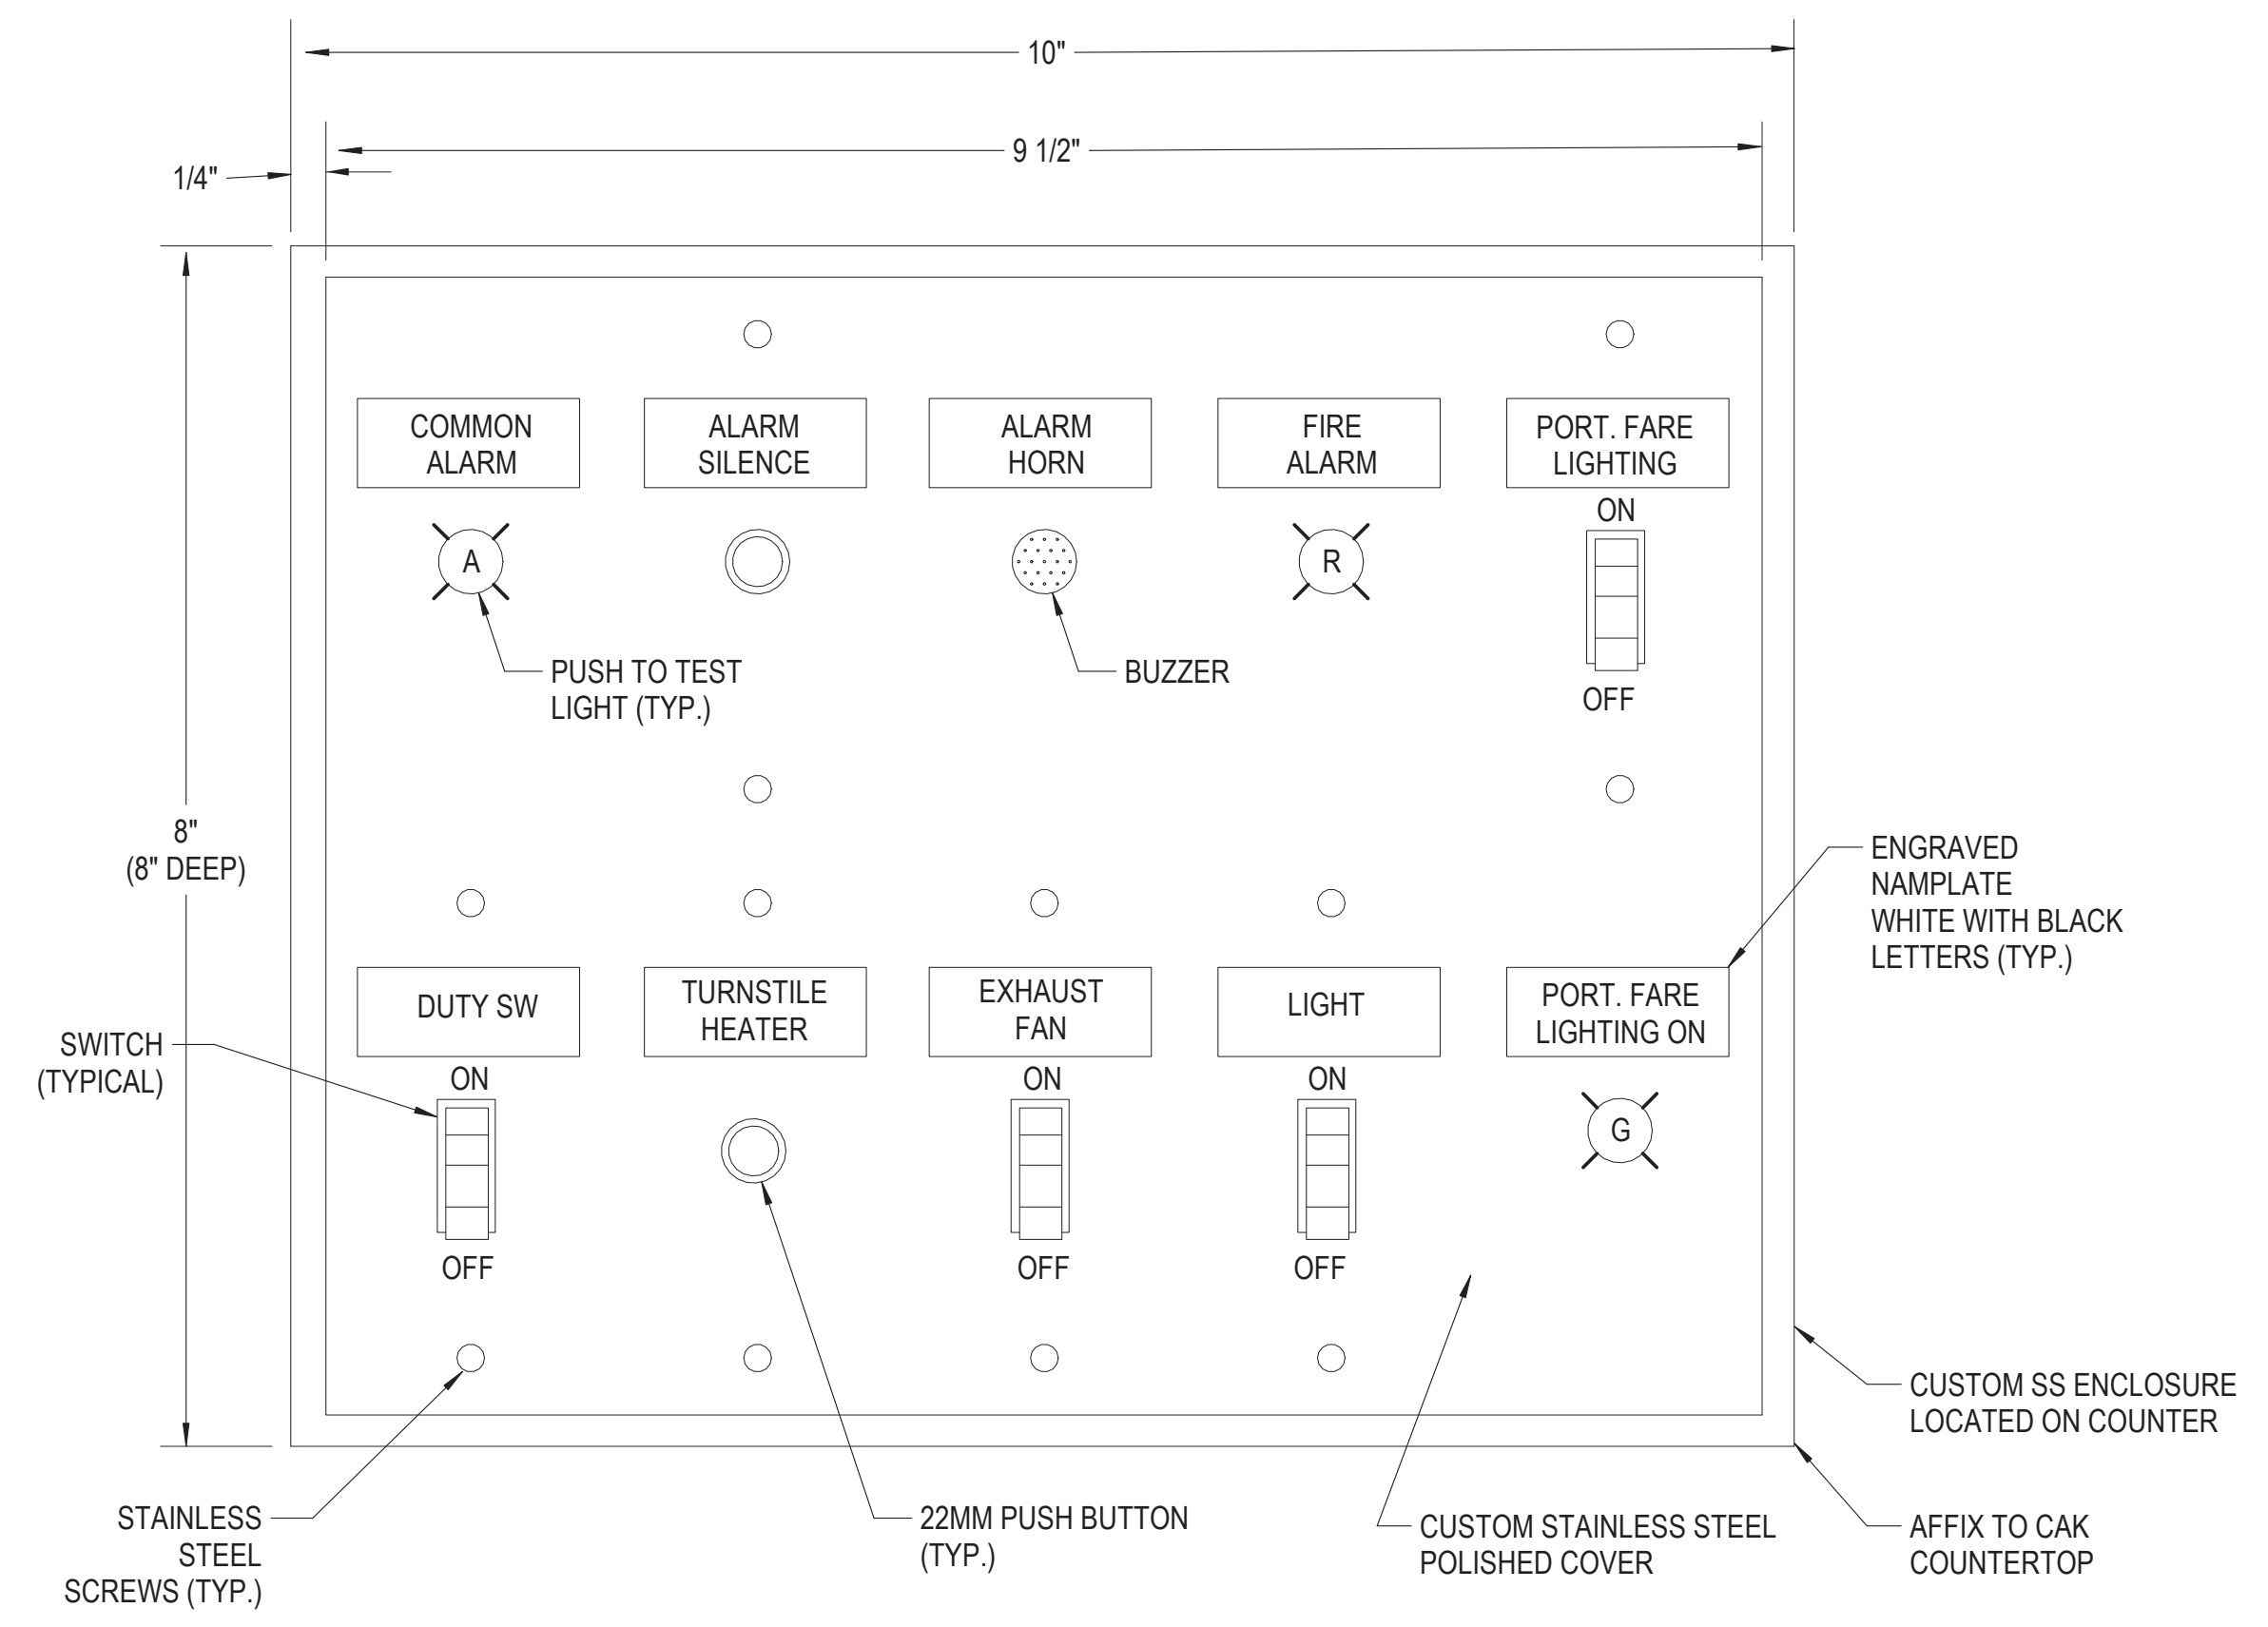 10"
9 1/2"
1/4"
COMMON
ALARM
ALARM
SILENCE
ALARM
HORN
FIRE
ALARM
PORT. FARE
LIGHTING
ON
A
R
OFF
PUSH TO TEST
LIGHT (TYP.)
BUZZER
8"
(8" DEEP)
ENGRAVED
NAMPLATE
WHITE WITH BLACK
LETTERS (TYP.)
DUTY SW
TURNSTILE
HEATER
EXHAUST
FAN
LIGHT
PORT. FARE
LIGHTING ON
SWITCH
(TYPICAL)
ON
ON
ON
G
OFF
OFF
OFF
CUSTOM SS ENCLOSURE
LOCATED ON COUNTER
STAINLESS
STEEL
SCREWS (TYP.)
22MM PUSH BUTTON
(TYP.)
CUSTOM STAINLESS STEEL
POLISHED COVER
AFFIX TO CAK
COUNTERTOP